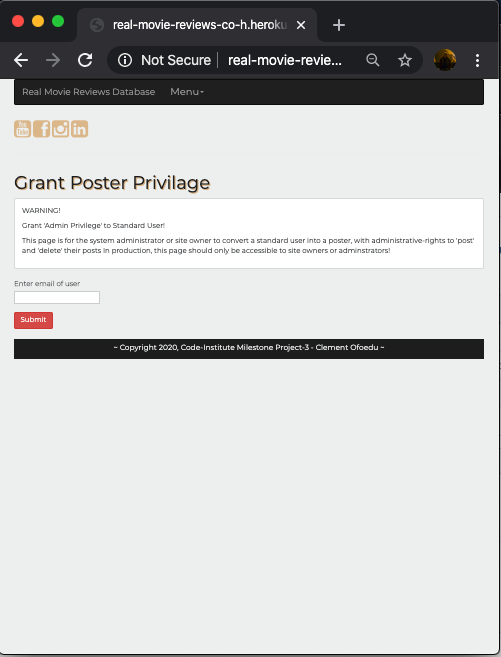 real-movie-reviews-co-h.heroku
Not Secure
real-movie-revie...
Real Movie Reviews Database
Menu
You
Tube
f
in
Grant Poster Privilage
WARNING!
Grant 'Admin Privilege' to Standard User!
This page is for the system administrator or site owner to convert a standard user into a poster, with administrative-rights to 'post'
and 'delete' their posts In production, this page should only be accessible to site owners or adminstrators!
Enter email of user
Submit
~ Copyright 2020, Code-Institute Milestone Project-3 - Clement Ofoedu ~